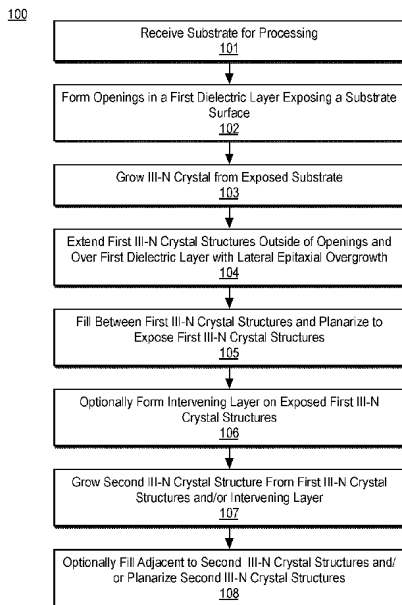 100
Receive Substrate for Processing
101
Form Openings in a First Dielectric Layer Exposing a Substrate
Surface
102
Grow III-N Crystal from Exposed Substrate
103
Extend First III-N Crystal Structures Outside of Openings and
Over First Dielectric Layer with Lateral Epitaxial Overgrowth
104
Fill Between First III-N Crystal Structures and Planarize to
Expose First III-N Crystal Structures
105
Optionally Form Intervening Layer on Exposed First III-N
Crystal Structures
106
Grow Second III-N Crystal Structure From First III-N Crystal
Structures and/or Intervening Layer
107
Optionally Fill Adjacent to Second III-N Crystal Structures and/
or Planarize Second III-N Crystal Structures
108